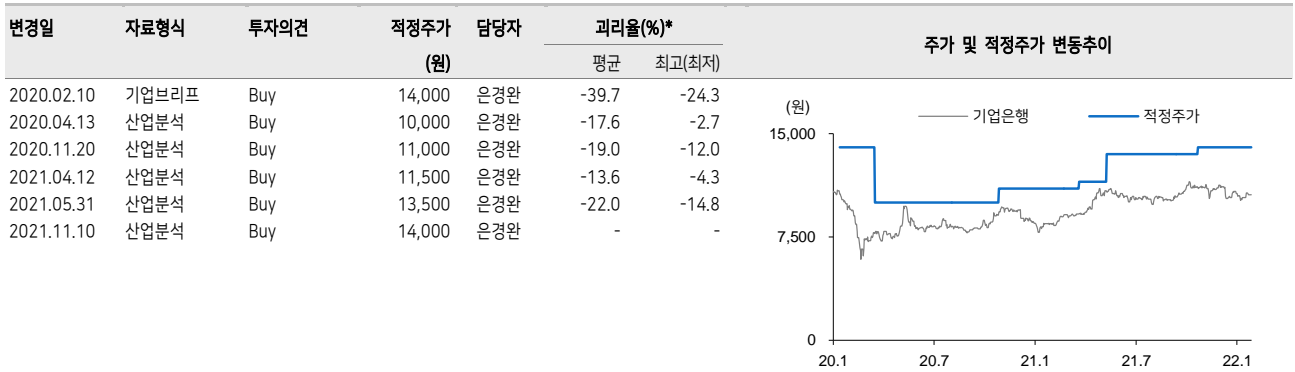 변경일 자료형식 투자의견 적정주가 담당자 괴리율(%)* 주가 및 적정주가 변동추이
(원) 평균 최고(최저)
2020.02.10 기업브리프 Buy 14,000 은경완 -39.7 -24.3
2020.04.13 산업분석 Buy 10,000 은경완 -17.6 -2.7
2020.11.20 산업분석 Buy 11,000 은경완 -19.0 -12.0
2021.04.12 산업분석 Buy 11,500 은경완 -13.6 -4.3
2021.05.31 산업분석 Buy 13,500 은경완 -22.0 -14.8
2021.11.10 산업분석 Buy 14,000 은경완 - -
(원) 기업은행 적정주가
15,000
7,500
0
20.1 20.7 21.1 21.7 22.1